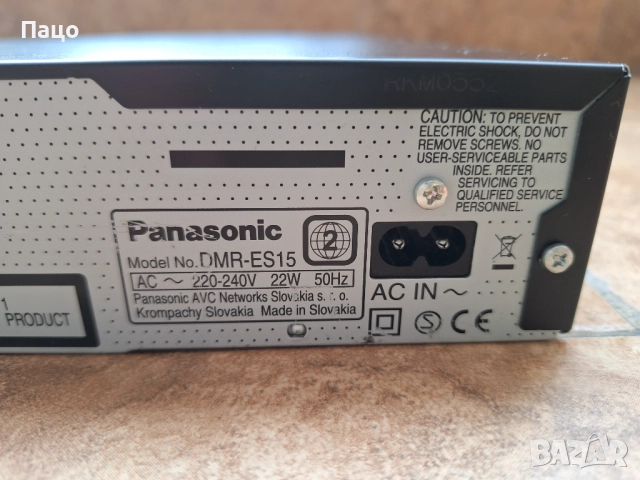 Пацо
CAUTION: TO PREVENT
ELECTRIC SHOCK, DO NOT
REMOVE SCREWS. NO
USER-SERVICEABLE PARTS
INSIDE. REFER
SERVICING TO
QUALIFIED SERVICE
PERSONNEL.
Panasonic
2
Model No. DMR-ES15
AC ~ 220-240V 22W 50Hz
Panasonic AVC Networks Slovakia s. r. o.
Krompachy Slovakia Made in Slovakia
AC IN ~
S CE
1
PRODUCT
BAZAR